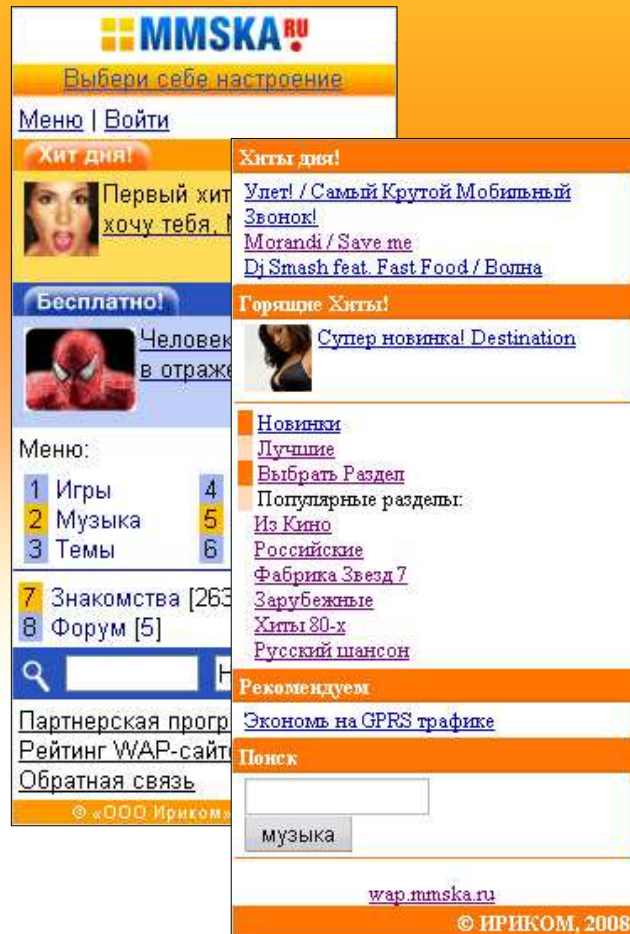 MMSKA RU
Выбери себе настроение
Меню | Войти
Хит дня!
Первый хит
хочу тебя,
Бесплатно!
Человек
в отраже
Меню:
1 Игры 4
2 Музыка 5
3 Темы 6
7 Знакомства [263
8 Форум [5]
Н
Партнерская прогр
Рейтинг WAP-сайт
Обратная связь
© «ООО Ириком»
Хиты дня!
Улет! / Самый Крутой Мобильный
Звонок!
Morandi / Save me
Dj Smash feat. Fast Food / Волна
Горящие Хиты!
Супер новинка! Destination
Новинки
Лучшие
Выбрать Раздел
Популярные разделы:
Из Кино
Российские
Фабрика Звезд 7
Зарубежные
Хиты 80-х
Русский шансон
Рекомендуем
Экономь на GPRS трафике
Поиск
музыка
wap.mmska.ru
© ИРИКОМ, 2008